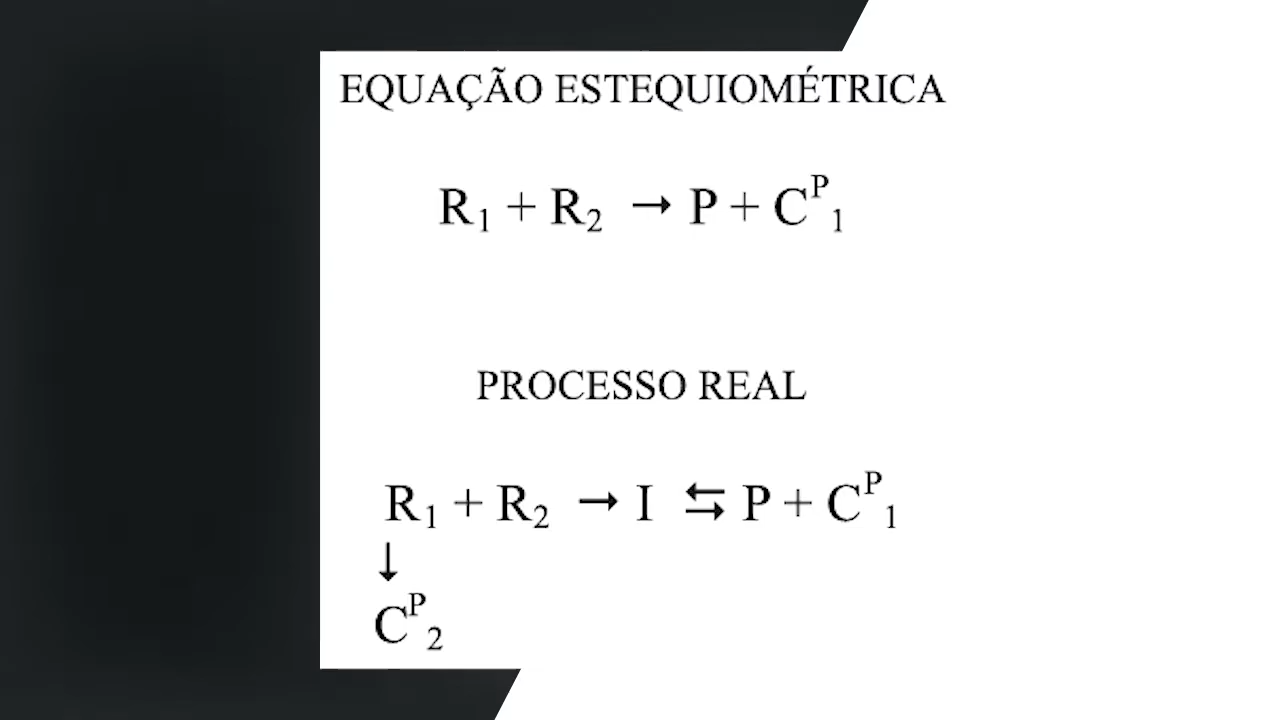 EQUAÇÃO ESTEQUIOMÉTRICA
R₁ + R₂ → P + Cᴾ₁
PROCESSO REAL
R₁ + R₂ → I ⇆ P + Cᴾ₁
↓
Cᴾ₂